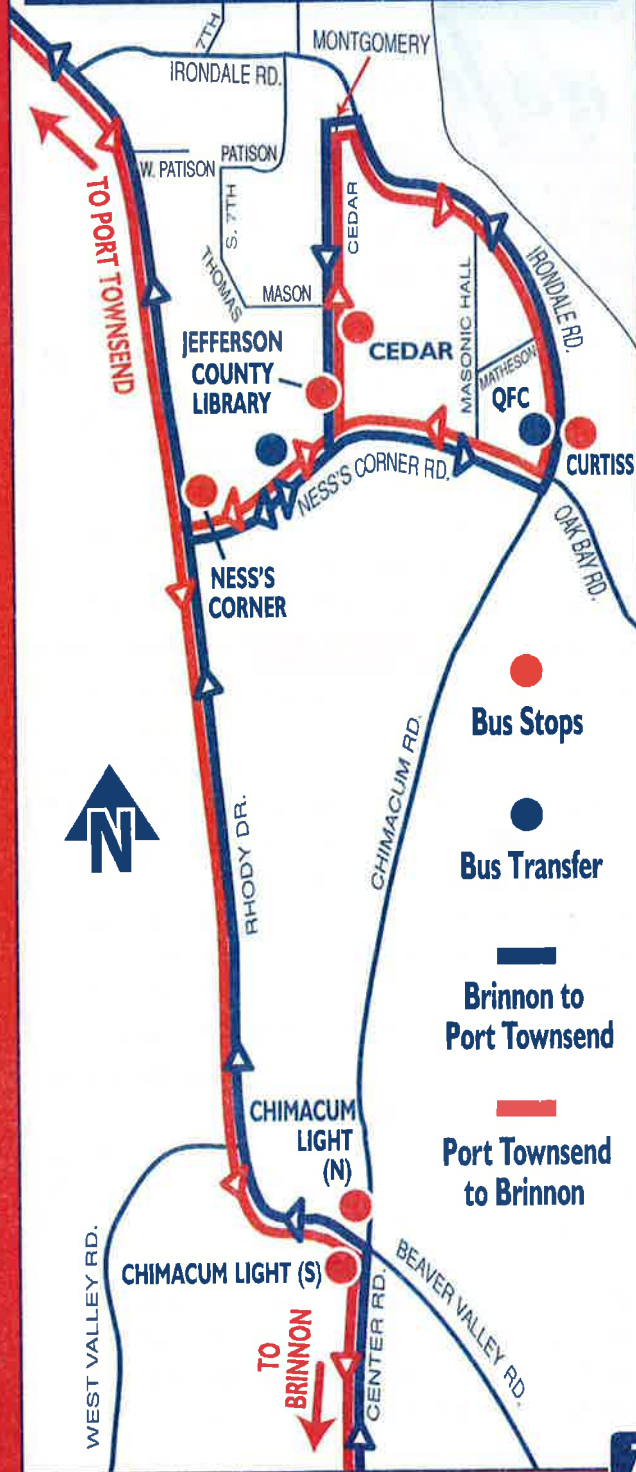 7TH
MONTGOMERY
IRONDALE RD.
W. PATISON
PATISON
S. 7TH
CEDAR
TO PORT TOWNSEND
THOMAS
MASON
MASONIC HALL
IRONDALE RD.
JEFFERSON
COUNTY
LIBRARY
CEDAR
MATHESON
QFC
CURTISS
NESS'S CORNER RD.
OAK BAY RD.
NESS'S
CORNER
Bus Stops
CHIMACUM RD.
N
RHODY DR.
Bus Transfer
Brinnon to
Port Townsend
CHIMACUM
LIGHT
(N)
Port Townsend
to Brinnon
WEST VALLEY RD.
CHIMACUM LIGHT (S)
BEAVER VALLEY RD.
TO
BRINNON
CENTER RD.